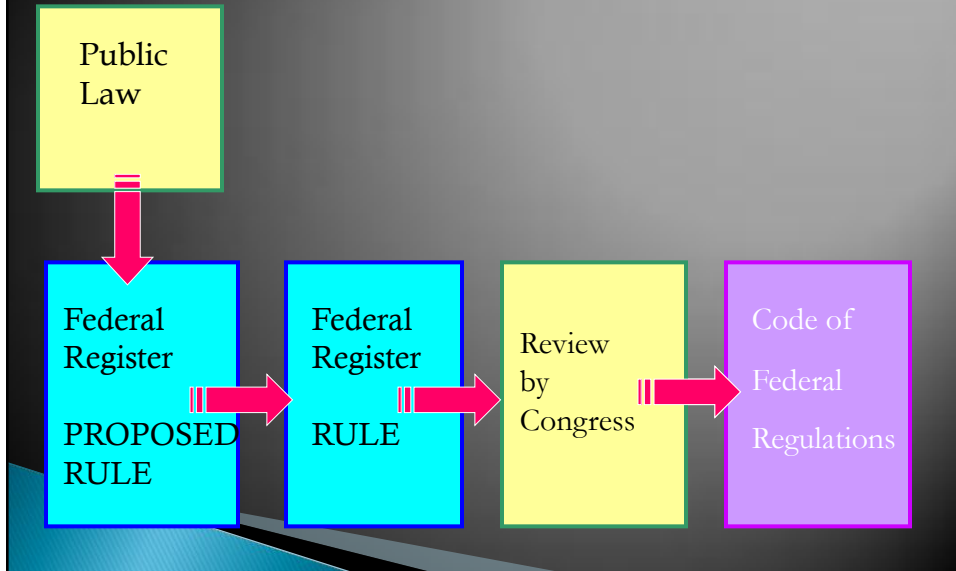 Public
Law
Federal
Register
PROPOSED
RULE
Federal
Register
RULE
Review
by
Congress
Code of
Federal
Regulations